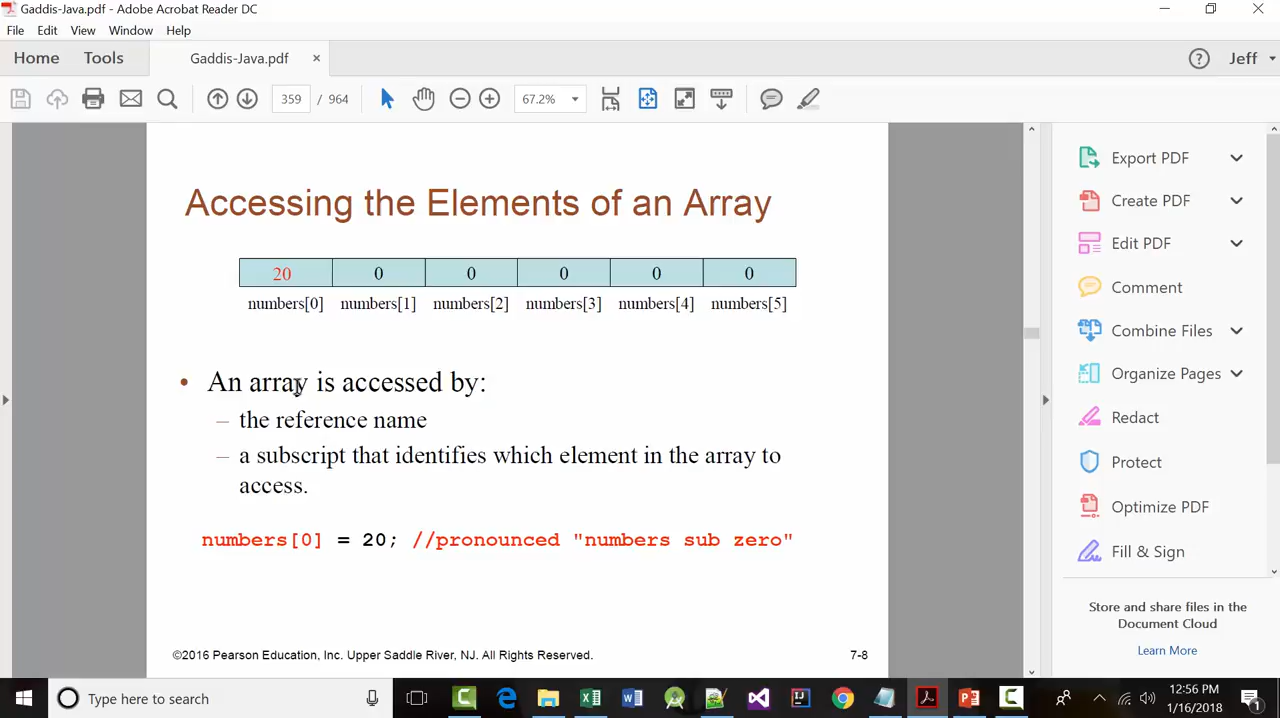 Gaddis-Java.pdf - Adobe Acrobat Reader DC
File Edit View Window Help
Home Tools Gaddis-Java.pdf × ? Jeff
359 / 964 67.2%
Accessing the Elements of an Array
20 0 0 0 0 0
numbers[0] numbers[1] numbers[2] numbers[3] numbers[4] numbers[5]
• An array is accessed by:
– the reference name
– a subscript that identifies which element in the array to
access.
numbers[0] = 20; //pronounced "numbers sub zero"
©2016 Pearson Education, Inc. Upper Saddle River, NJ. All Rights Reserved. 7-8
Export PDF
Create PDF
Edit PDF
Comment
Combine Files
Organize Pages
Redact
Protect
Optimize PDF
Fill & Sign
Store and share files in the
Document Cloud
Learn More
Type here to search
12:56 PM
1/16/2018
1